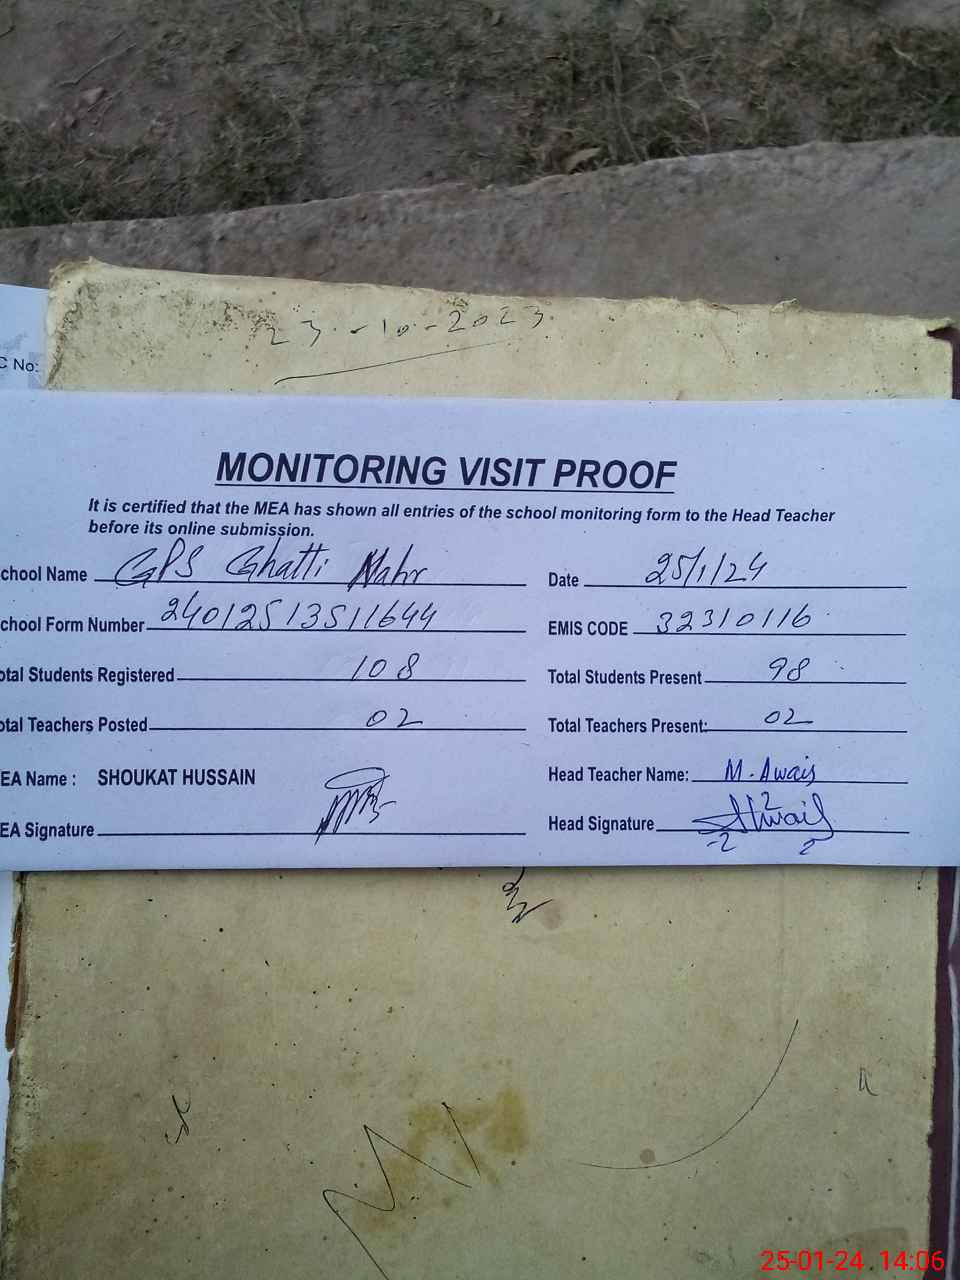 23-10-2023
C No:
MONITORING VISIT PROOF
It is certified that the MEA has shown all entries of the school monitoring form to the Head Teacher
before its online submission.
chool Name GPS Ghatti Nahr Date 25/1/24
chool Form Number 24012513511644 EMIS CODE 32310116
otal Students Registered 108 Total Students Present 98
otal Teachers Posted 02 Total Teachers Present: 02
EA Name : SHOUKAT HUSSAIN Head Teacher Name: M. Awais
EA Signature Head Signature Awais
25-01-24 14:06